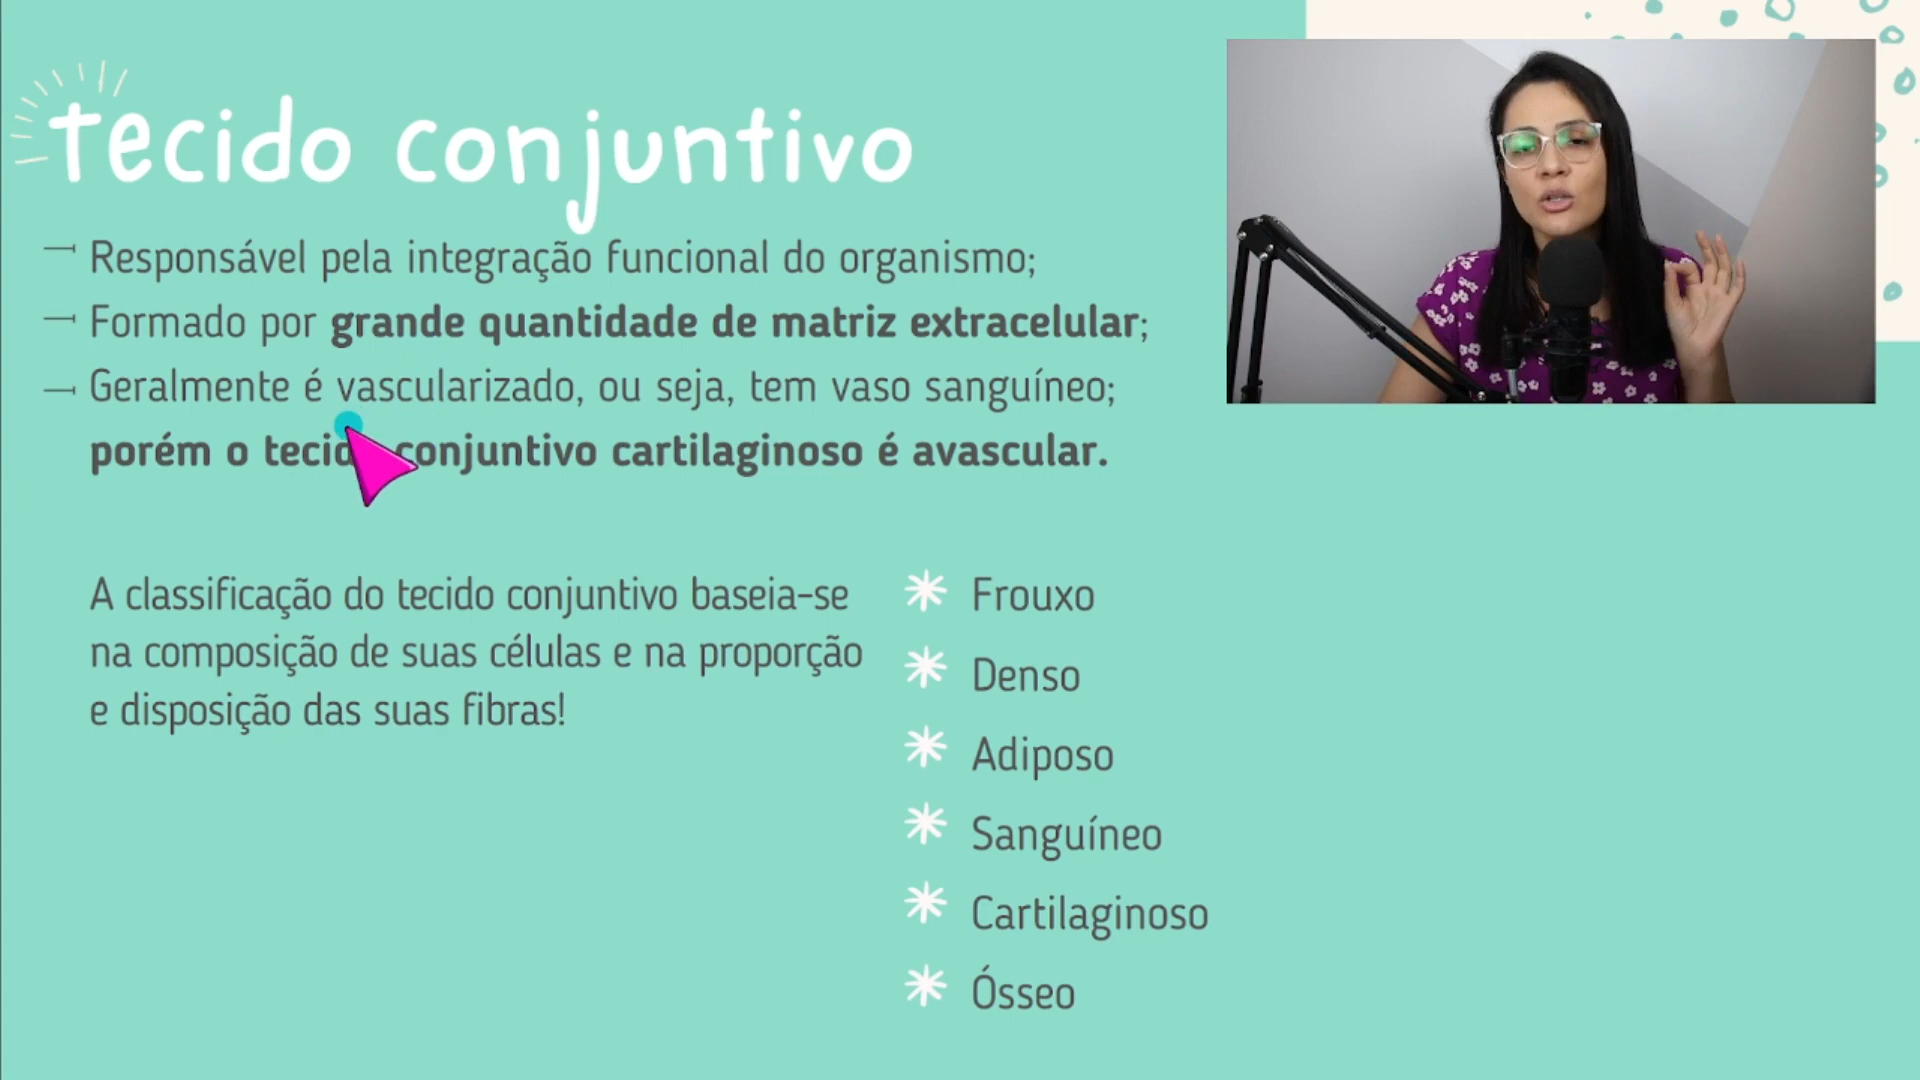 tecido conjuntivo
Responsável pela integração funcional do organismo;
Formado por grande quantidade de matriz extracelular;
Geralmente é vascularizado, ou seja, tem vaso sanguíneo;
porém o tecido conjuntivo cartilaginoso é avascular.
A classificação do tecido conjuntivo baseia-se
na composição de suas células e na proporção
e disposição das suas fibras!
Frouxo
Denso
Adiposo
Sanguíneo
Cartilaginoso
Ósseo